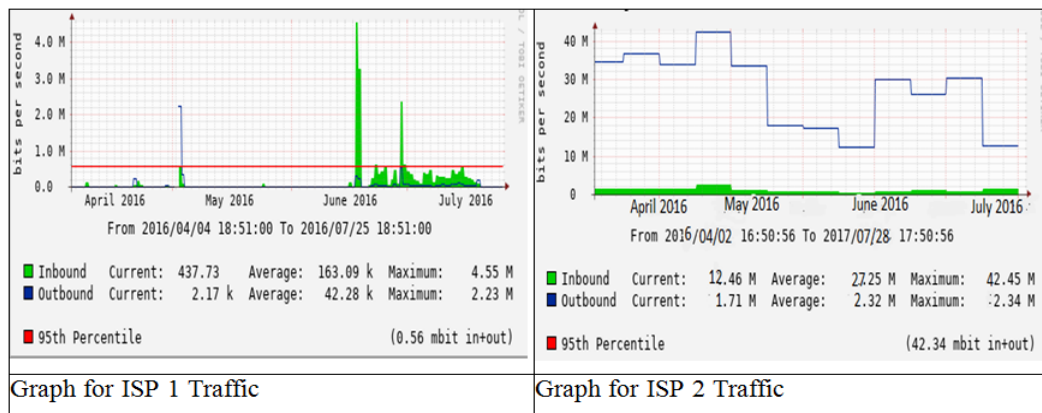 OL / TOBI OETIKER
bits per second
4.0 M
3.0 M
2.0 M
1.0 M
0.0
April 2016 May 2016 June 2016 July 2016
From 2016/04/04 18:51:00 To 2016/07/25 18:51:00
Inbound Current: 437.73 Average: 163.09 k Maximum: 4.55 M
Outbound Current: 2.17 k Average: 42.28 k Maximum: 2.23 M
95th Percentile (0.56 mbit in+out)
Graph for ISP 1 Traffic
bits per second
40 M
30 M
20 M
10 M
0
April 2016 May 2016 June 2016 July 2016
From 2016/04/02 16:50:56 To 2017/07/28 17:50:56
Inbound Current: 12.46 M Average: 27.25 M Maximum: 42.45 M
Outbound Current: 1.71 M Average: 2.32 M Maximum: 2.34 M
95th Percentile (42.34 mbit in+out)
Graph for ISP 2 Traffic